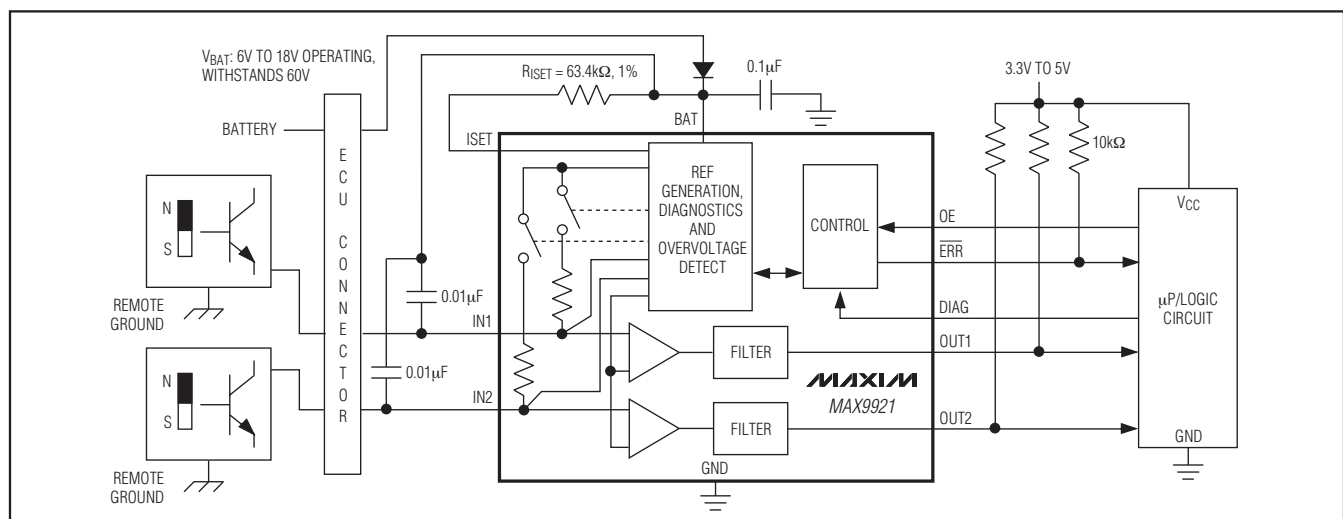 VBAT: 6V TO 18V OPERATING,
WITHSTANDS 60V
RISET = 63.4kΩ, 1%
0.1µF
3.3V TO 5V
BATTERY
ECU CONNECTOR
ISET
BAT
10kΩ
REF
GENERATION,
DIAGNOSTICS
AND
OVERVOLTAGE
DETECT
CONTROL
VCC
OE
ERR
DIAG
µP/LOGIC
CIRCUIT
N
S
REMOTE
GROUND
0.01µF
IN1
FILTER
OUT1
MAXIM
MAX9921
N
S
REMOTE
GROUND
0.01µF
IN2
FILTER
OUT2
GND
GND